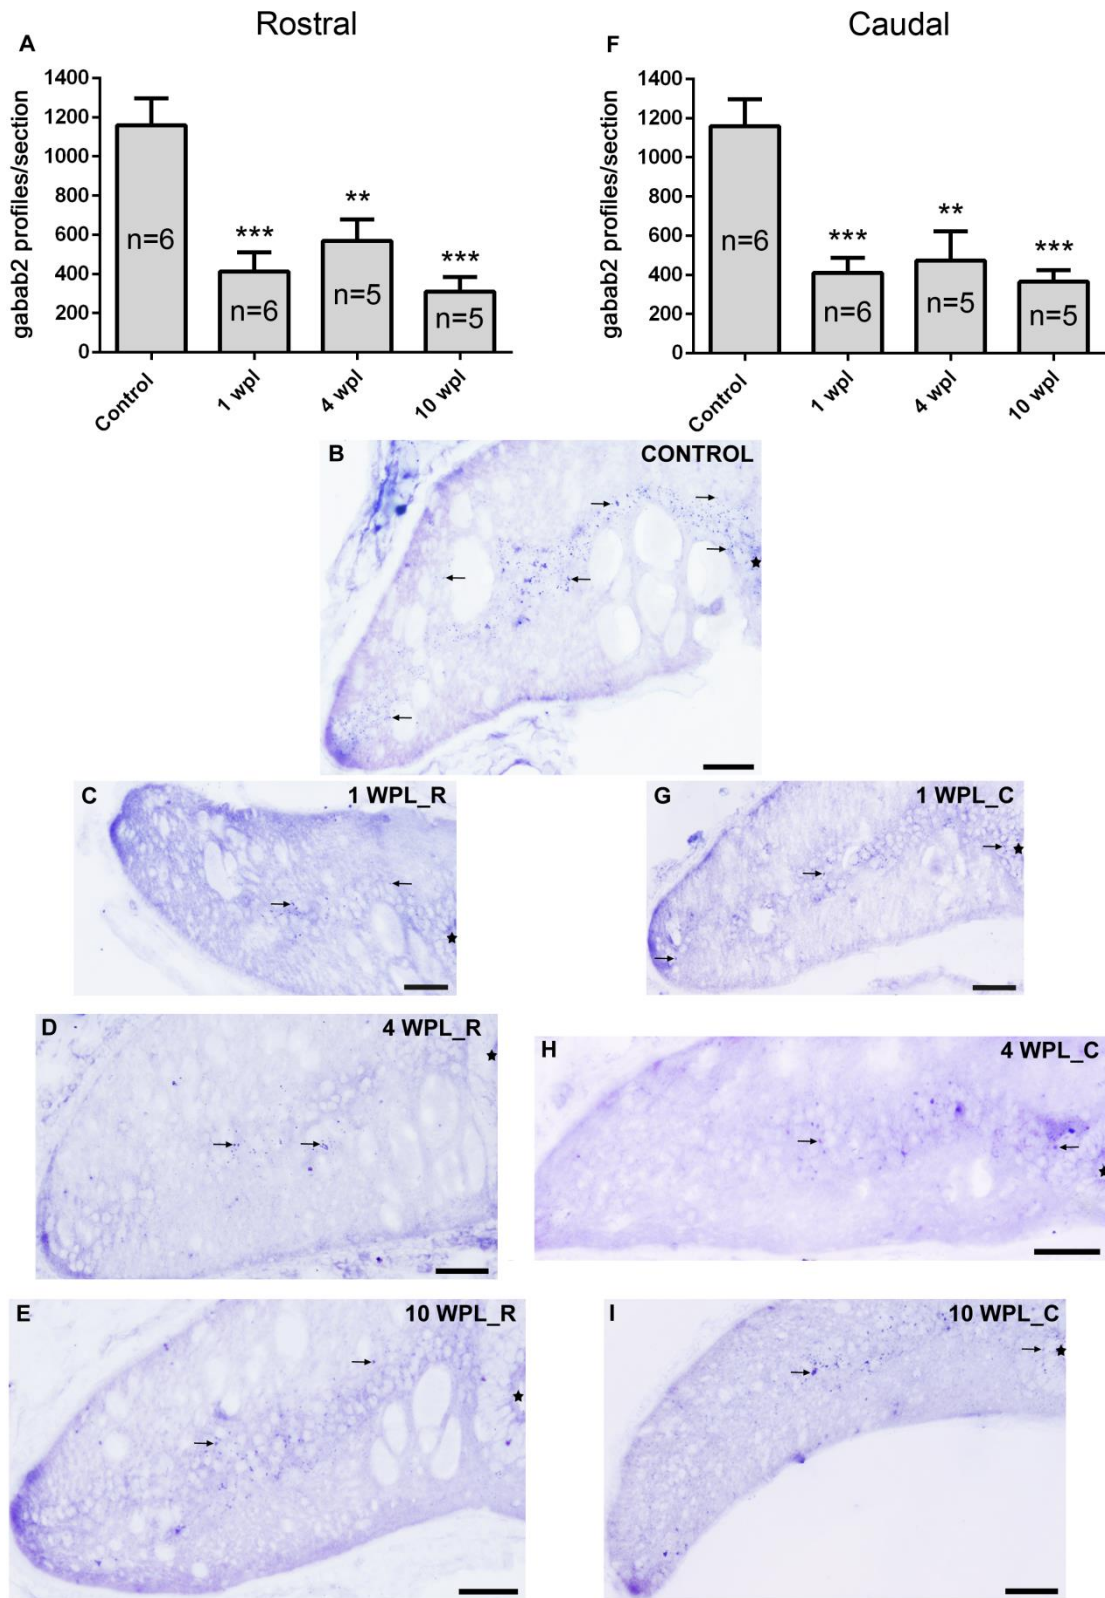 Rostral
A
gabab2 profiles/section
1400
1200
1000
800
600
400
200
0
n=6
***
n=6
**
n=5
***
n=5
Control
1 wpl
4 wpl
10 wpl
Caudal
F
gabab2 profiles/section
1400
1200
1000
800
600
400
200
0
n=6
***
n=6
**
n=5
***
n=5
Control
1 wpl
4 wpl
10 wpl
B CONTROL
C 1 WPL_R
G 1 WPL_C
D 4 WPL_R
H 4 WPL_C
E 10 WPL_R
I 10 WPL_C